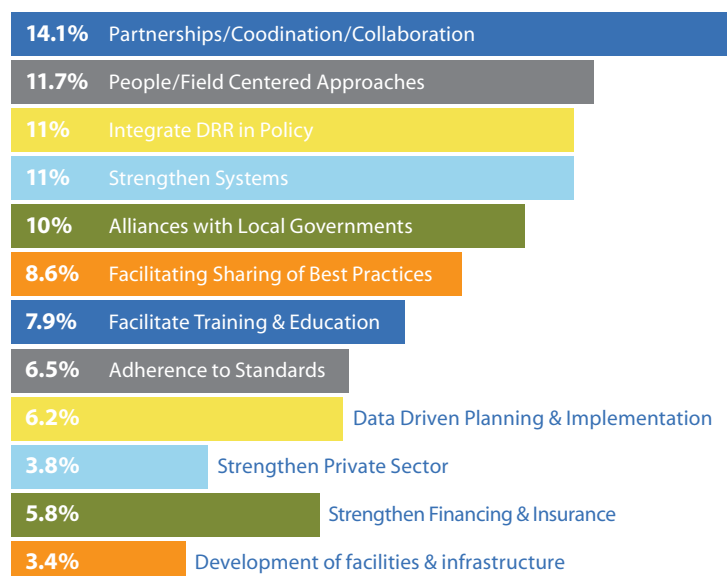 14.1% Partnerships/Coodination/Collaboration
11.7% People/Field Centered Approaches
11% Integrate DRR in Policy
11% Strengthen Systems
10% Alliances with Local Governments
8.6% Facilitating Sharing of Best Practices
7.9% Facilitate Training & Education
6.5% Adherence to Standards
6.2% Data Driven Planning & Implementation
3.8% Strengthen Private Sector
5.8% Strengthen Financing & Insurance
3.4% Development of facilities & infrastructure